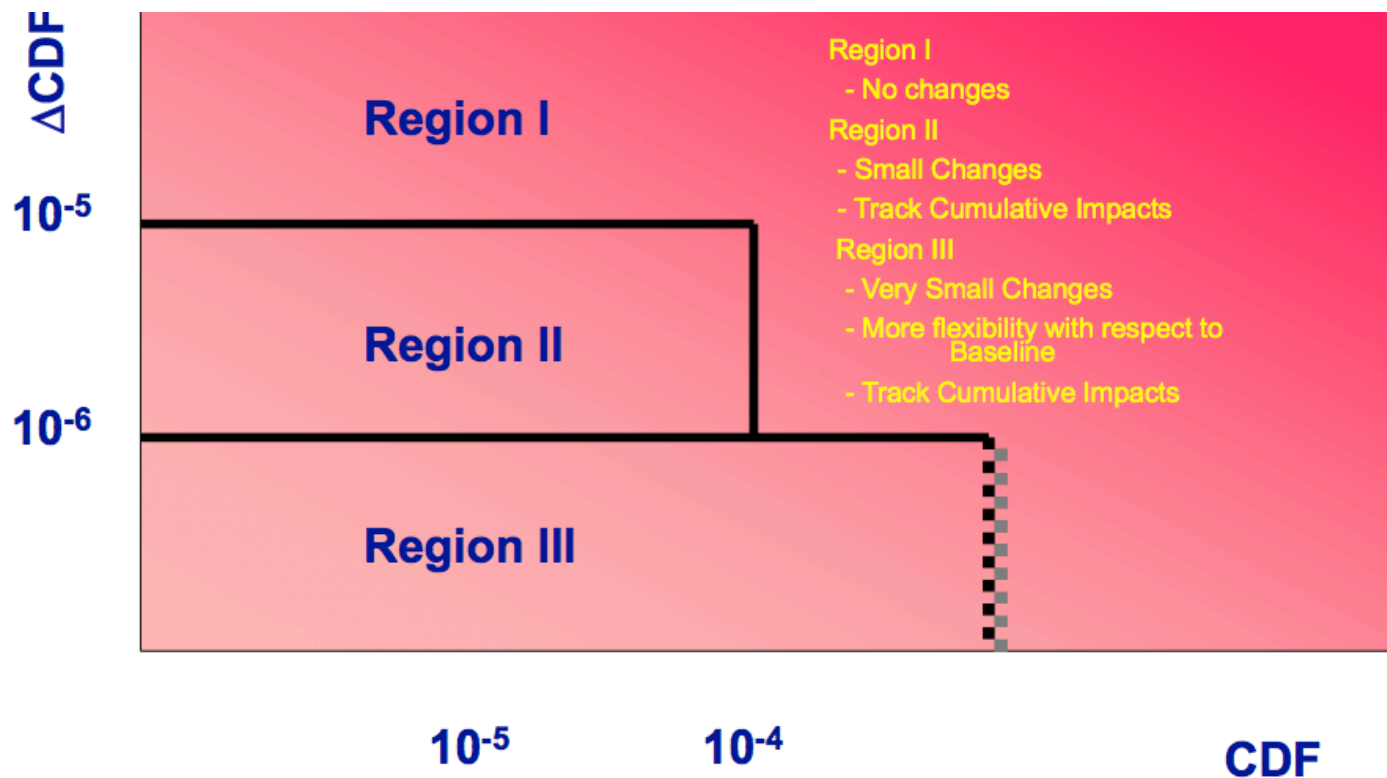 ΔCDF
Region I
- No changes
Region II
- Small Changes
- Track Cumulative Impacts
Region III
- Very Small Changes
- More flexibility with respect to
Baseline
- Track Cumulative Impacts
Region I
10⁻⁵
Region II
10⁻⁶
Region III
10⁻⁵
10⁻⁴
CDF